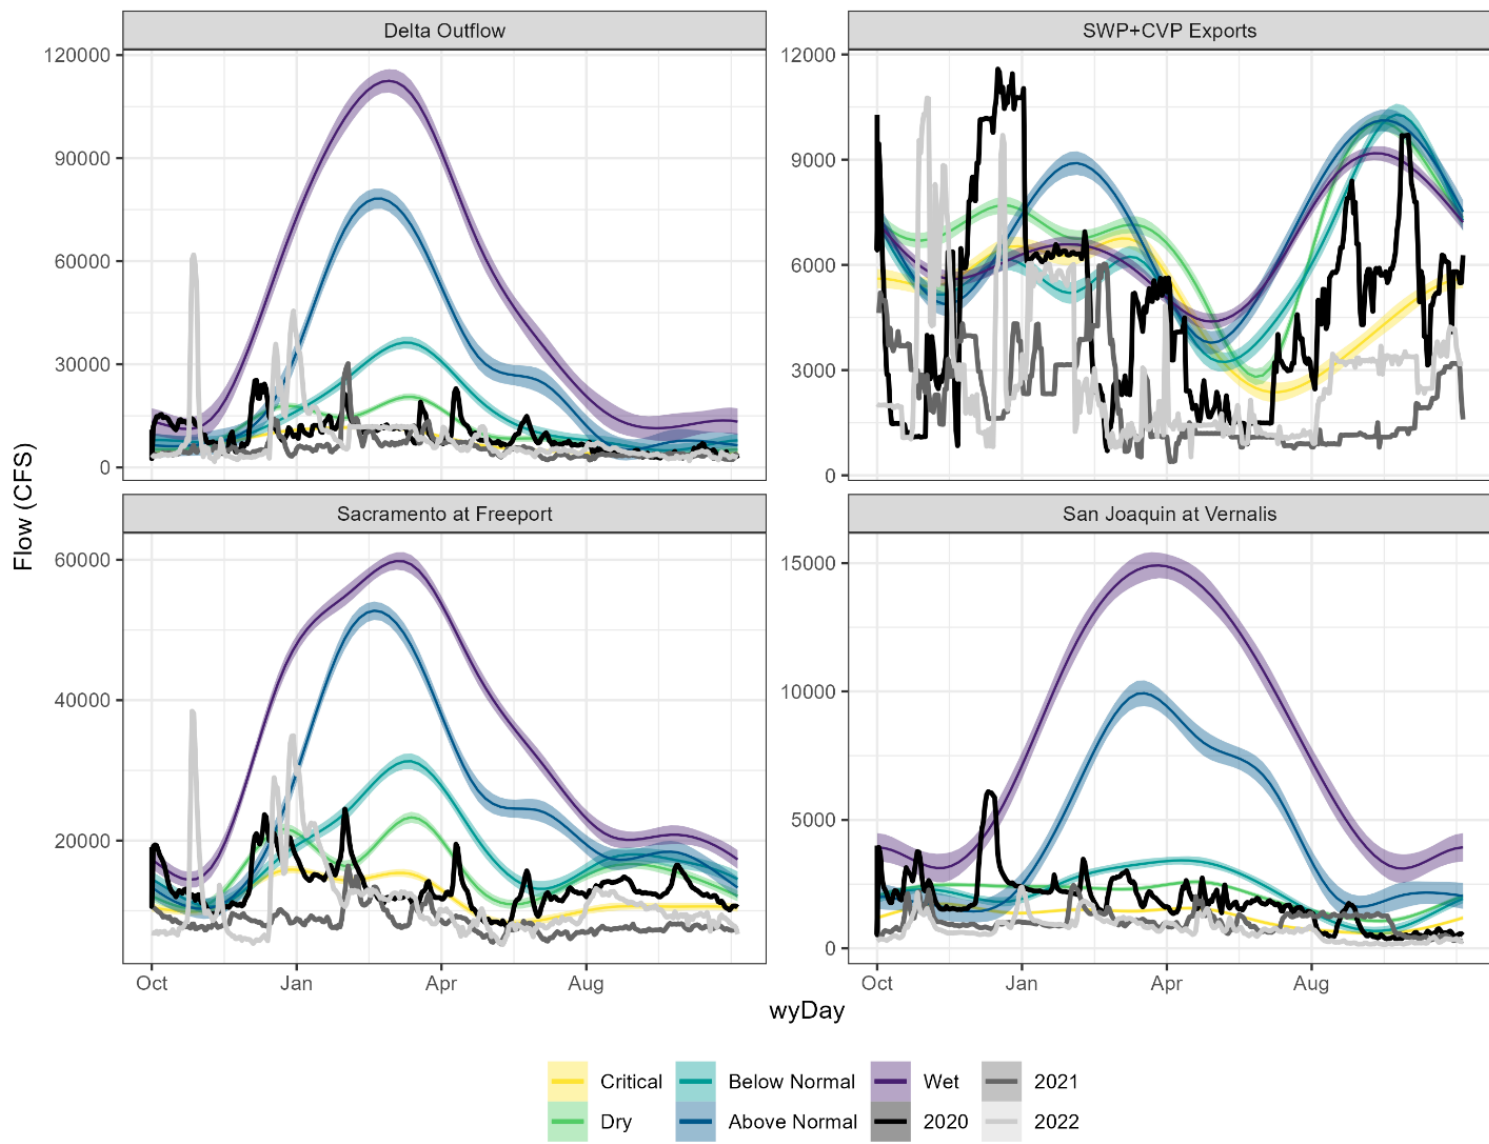 Delta Outflow
SWP+CVP Exports
120000
90000
60000
30000
0
12000
9000
6000
3000
0
Flow (CFS)
Sacramento at Freeport
San Joaquin at Vernalis
60000
40000
20000
15000
10000
5000
0
Oct Jan Apr Aug
Oct Jan Apr Aug
wyDay
Critical Below Normal Wet 2021
Dry Above Normal 2020 2022